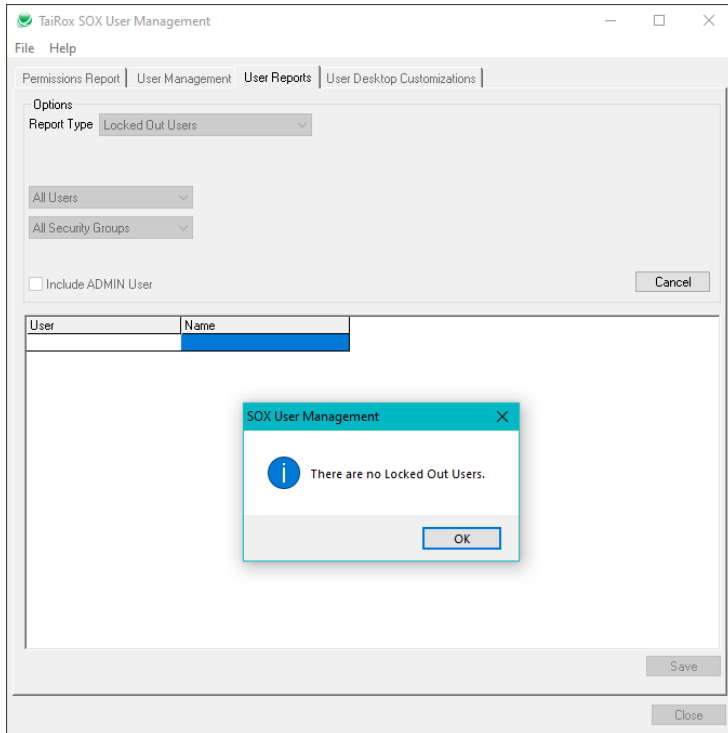 TaiRox SOX User Management
File Help
Permissions Report User Management User Reports User Desktop Customizations
Options
Report Type Locked Out Users
All Users
All Security Groups
Include ADMIN User
Cancel
User Name
SOX User Management
There are no Locked Out Users.
OK
Save
Close